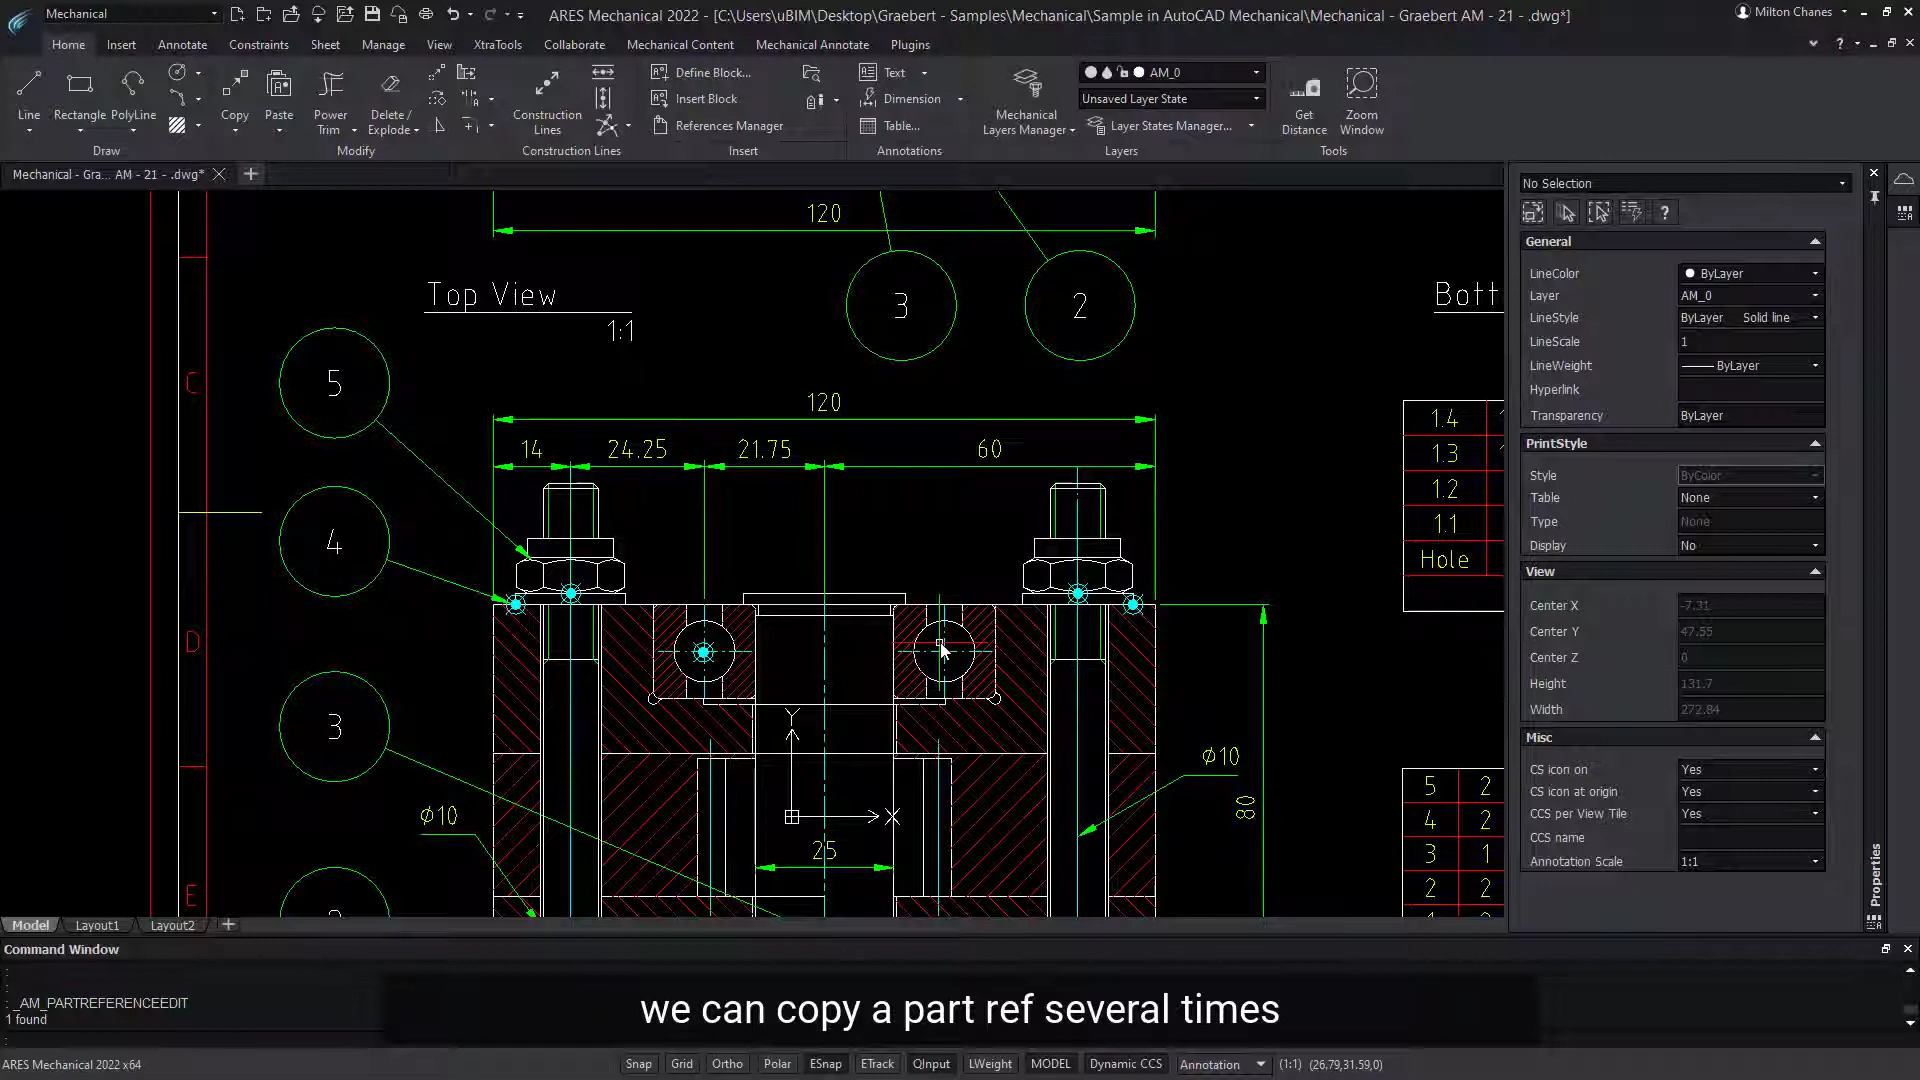 Mechanical
ARES Mechanical 2022 - [C:\Users\uBIM\Desktop\Graebert - Samples\Mechanical\Sample in AutoCAD Mechanical\Mechanical - Graebert AM - 21 - .dwg*]
Milton Chanes
Home
Insert
Annotate
Constraints
Sheet
Manage
View
XtraTools
Collaborate
Mechanical Content
Mechanical Annotate
Plugins
Line
Rectangle
PolyLine
Draw
Copy
Paste
Power
Trim
Delete /
Explode
Modify
Construction
Lines
Construction Lines
Define Block...
Insert Block
References Manager
Insert
Text
Dimension
Table...
Annotations
Mechanical
Layers Manager
AM_0
Unsaved Layer State
Layer States Manager...
Layers
Get
Distance
Zoom
Window
Tools
Mechanical - Gra... AM - 21 - .dwg*
120
Top View
1:1
3
2
Bott
C
5
120
14
24.25
21.75
60
4
D
3
Y
X
25
ϕ10
ϕ10
80
E
1.4
1.3
1.2
1.1
Hole
5 2
4 2
3 1
2 2
No Selection
General
LineColor ByLayer
Layer AM_0
LineStyle ByLayer Solid line
LineScale 1
LineWeight ByLayer
Hyperlink
Transparency ByLayer
PrintStyle
Style ByColor
Table None
Type None
Display No
View
Center X -7.31
Center Y 47.55
Center Z 0
Height 131.7
Width 272.84
Misc
CS icon on Yes
CS icon at origin Yes
CCS per View Tile Yes
CCS name
Annotation Scale 1:1
Properties
Model
Layout1
Layout2
Command Window
:
:
: _AM_PARTREFERENCEEDIT
1 found
:
we can copy a part ref several times
ARES Mechanical 2022 x64
Snap
Grid
Ortho
Polar
ESnap
ETrack
QInput
LWeight
MODEL
Dynamic CCS
Annotation
(1:1)
(26.79,31.59,0)